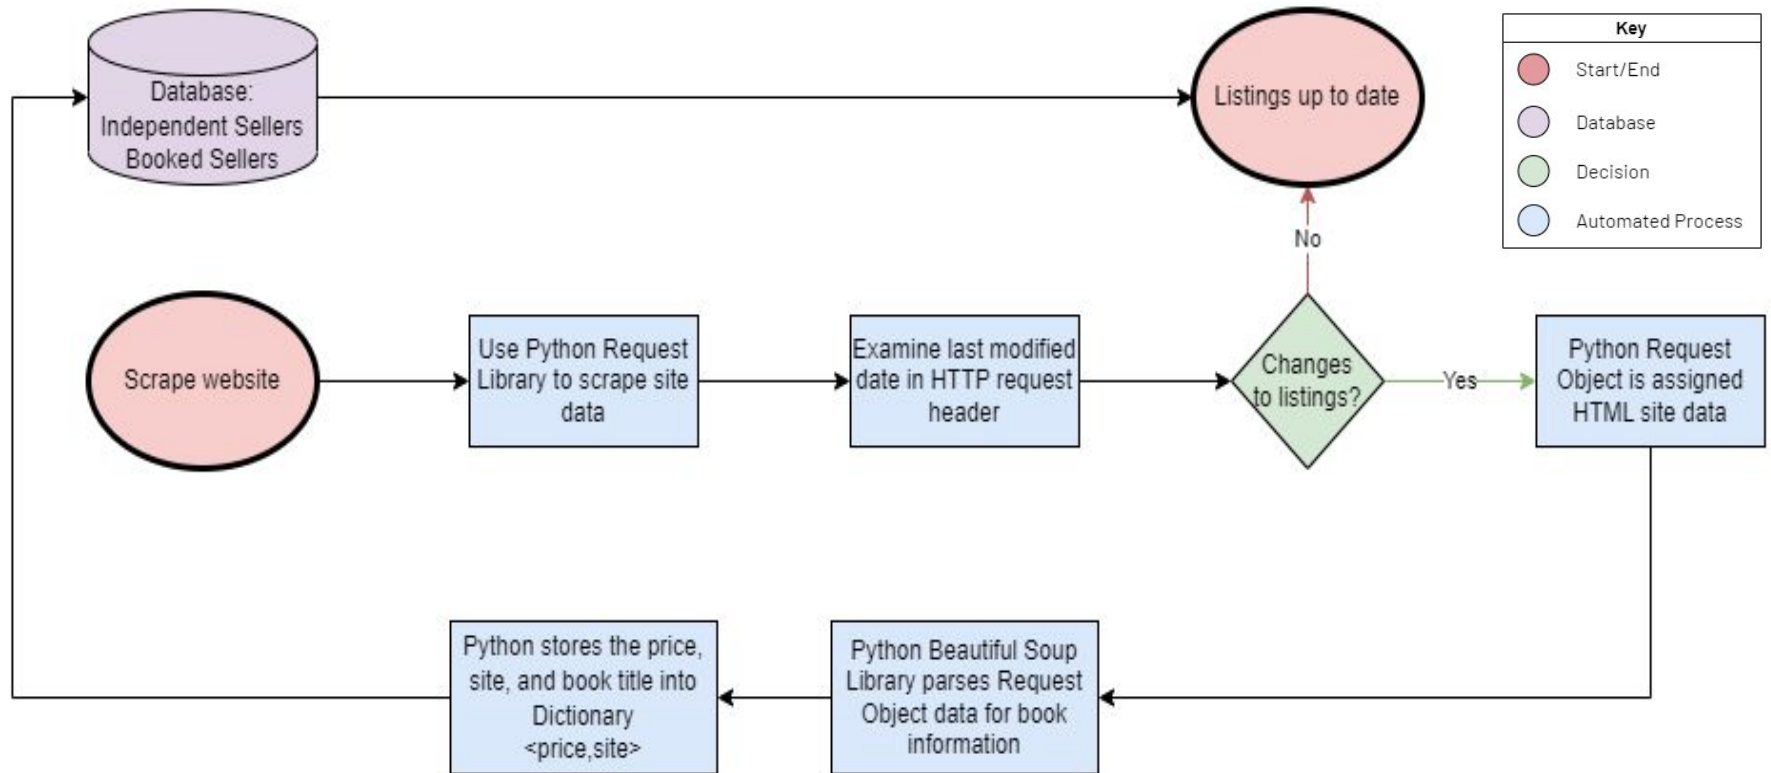 Database:
Independent Sellers
Booked Sellers
Listings up to date
Key
Start/End
Database
Decision
Automated Process
No
Scrape website
Use Python Request
Library to scrape site
data
Examine last modified
date in HTTP request
header
Changes
to listings?
Yes
Python Request
Object is assigned
HTML site data
Python stores the price,
site, and book title into
Dictionary
<price,site>
Python Beautiful Soup
Library parses Request
Object data for book
information